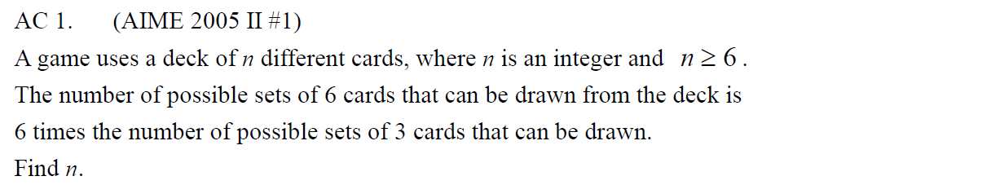 AC 1. (AIME 2005 II #1)
A game uses a deck of n different cards, where n is an integer and n ≥ 6.
The number of possible sets of 6 cards that can be drawn from the deck is
6 times the number of possible sets of 3 cards that can be drawn.
Find n.